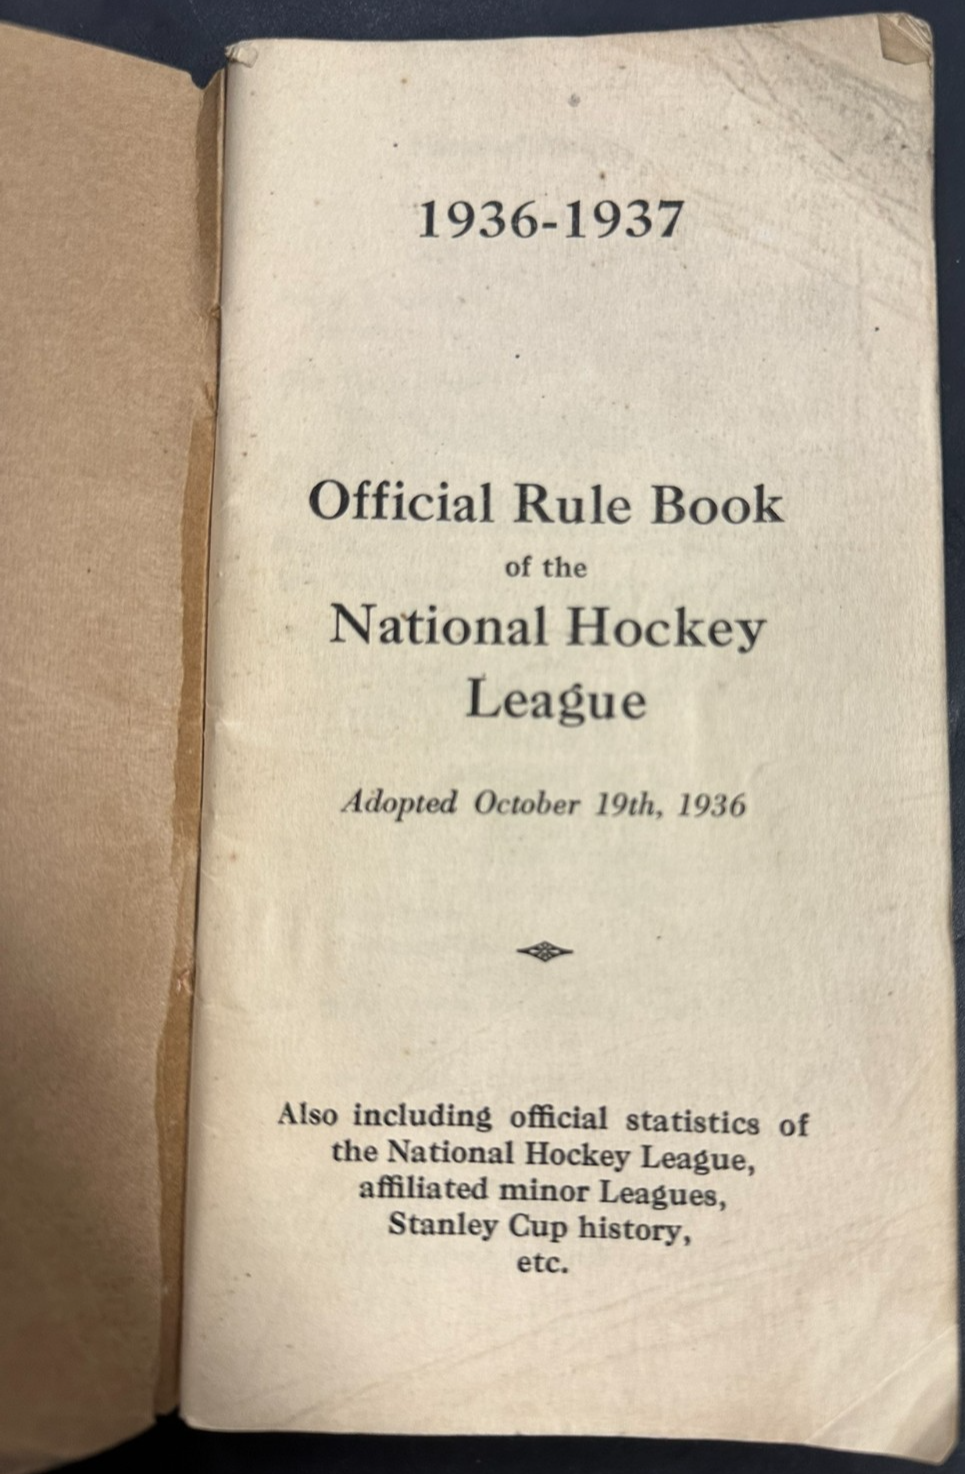 1936-1937
Official Rule Book
of the
National Hockey
League
Adopted October 19th, 1936
Also including official statistics of
the National Hockey League,
affiliated minor Leagues,
Stanley Cup history,
etc.